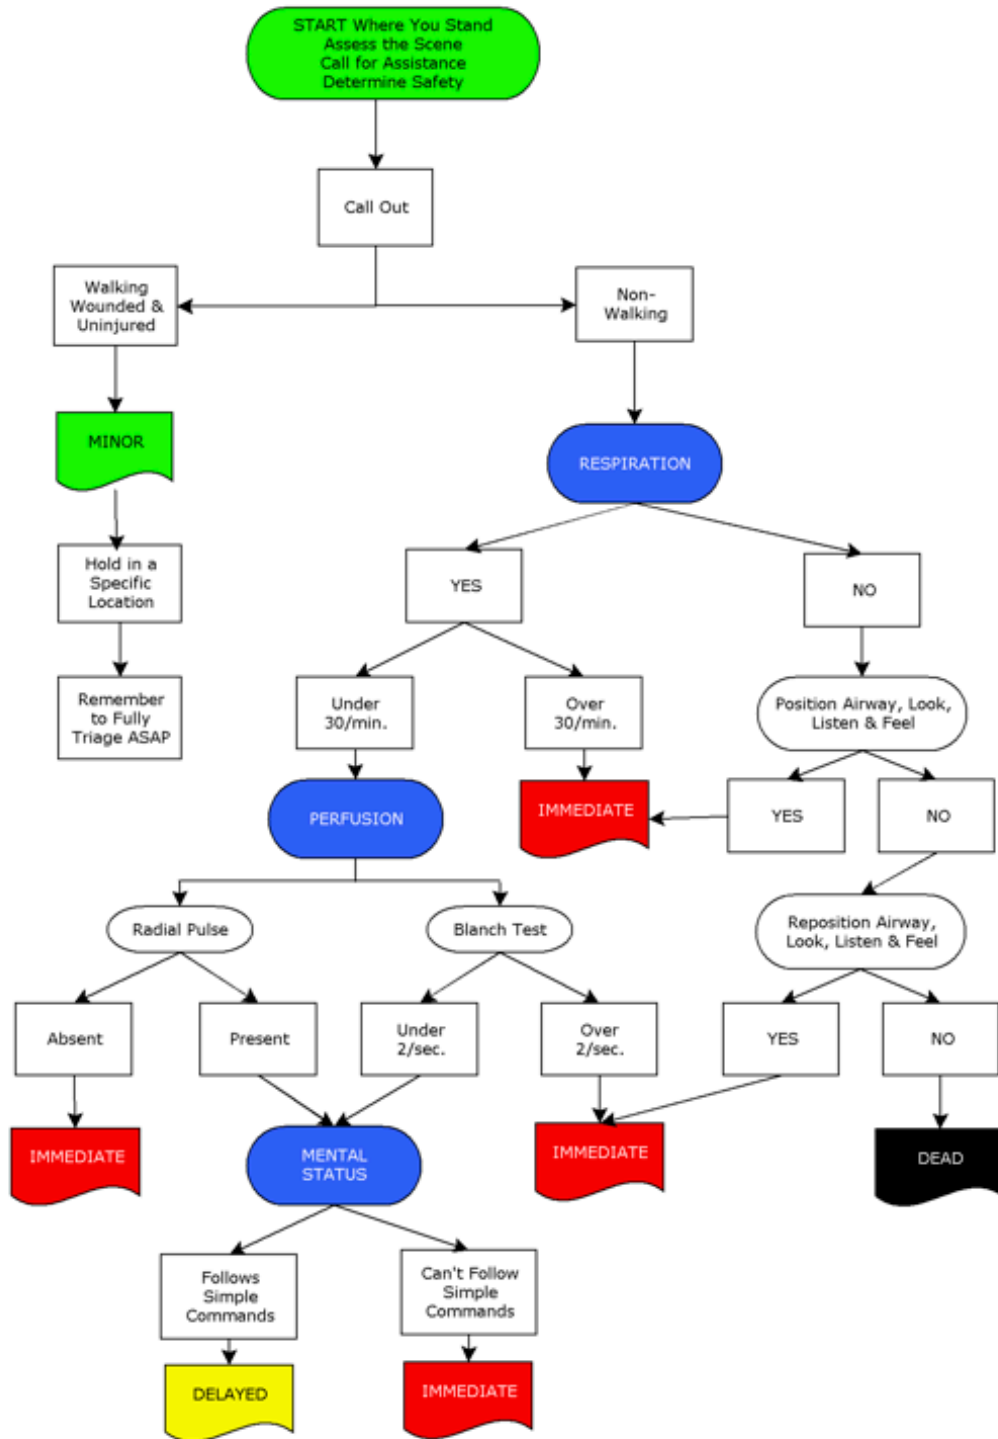 START Where You Stand
Assess the Scene
Call for Assistance
Determine Safety
Call Out
Walking
Wounded &
Uninjured
Non-
Walking
MINOR
RESPIRATION
Hold in a
Specific
Location
YES
NO
Remember
to Fully
Triage ASAP
Under
30/min.
Over
30/min.
Position Airway, Look,
Listen & Feel
PERFUSION
IMMEDIATE
YES
NO
Radial Pulse
Blanch Test
Reposition Airway,
Look, Listen & Feel
Absent
Present
Under
2/sec.
Over
2/sec.
YES
NO
IMMEDIATE
MENTAL
STATUS
IMMEDIATE
DEAD
Follows
Simple
Commands
Can't Follow
Simple
Commands
DELAYED
IMMEDIATE